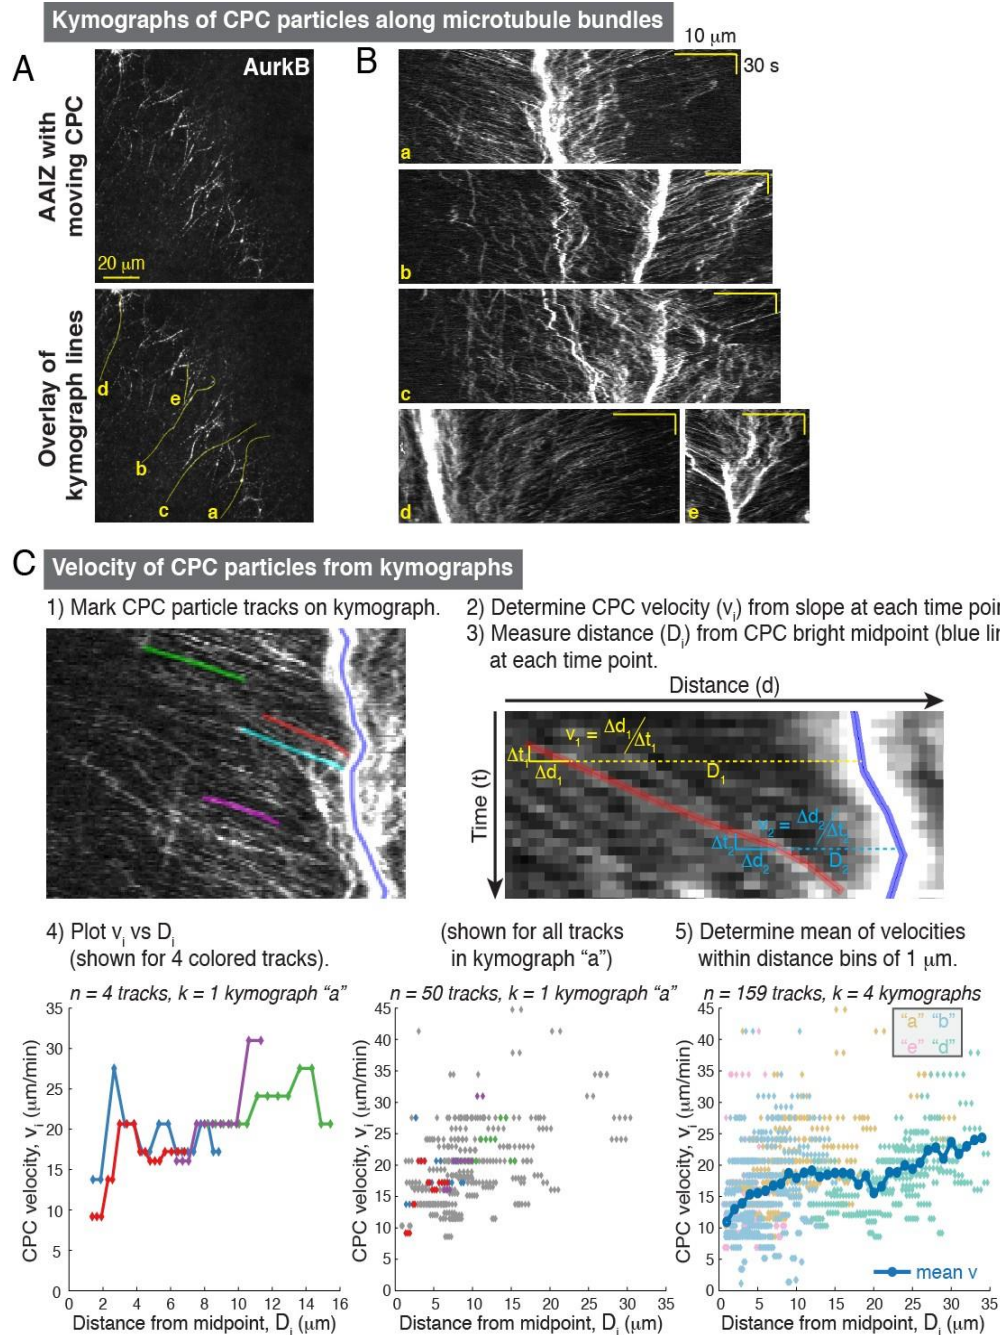 Kymographs of CPC particles along microtubule bundles
A
AurkB
AAIZ with
moving CPC
20 μm
Overlay of
kymograph lines
d
e
b
c
a
B
10 μm
30 s
a
b
c
d
e
C
Velocity of CPC particles from kymographs
1) Mark CPC particle tracks on kymograph.
2) Determine CPC velocity (vᵢ) from slope at each time poin
3) Measure distance (Dᵢ) from CPC bright midpoint (blue lin
at each time point.
Distance (d)
Time (t)
v₁ = Δd₁/Δt₁
Δt₁
Δd₁
D₁
v₂ = Δd₂/Δt₂
Δt₂
Δd₂
D₂
4) Plot vᵢ vs Dᵢ
(shown for 4 colored tracks).
(shown for all tracks
in kymograph “a”)
5) Determine mean of velocities
within distance bins of 1 μm.
n = 4 tracks, k = 1 kymograph “a”
35
30
25
20
15
10
5
0
CPC velocity, vᵢ (μm/min)
0 2 4 6 8 10 12 14 16
Distance from midpoint, Dᵢ (μm)
n = 50 tracks, k = 1 kymograph “a”
45
40
35
30
25
20
15
10
5
0
CPC velocity, vᵢ (μm/min)
0 5 10 15 20 25 30 35
Distance from midpoint, Dᵢ (μm)
n = 159 tracks, k = 4 kymographs
“a” “b”
“e” “d”
45
40
35
30
25
20
15
10
5
0
CPC velocity, vᵢ (μm/min)
mean v
0 5 10 15 20 25 30 35
Distance from midpoint, Dᵢ (μm)